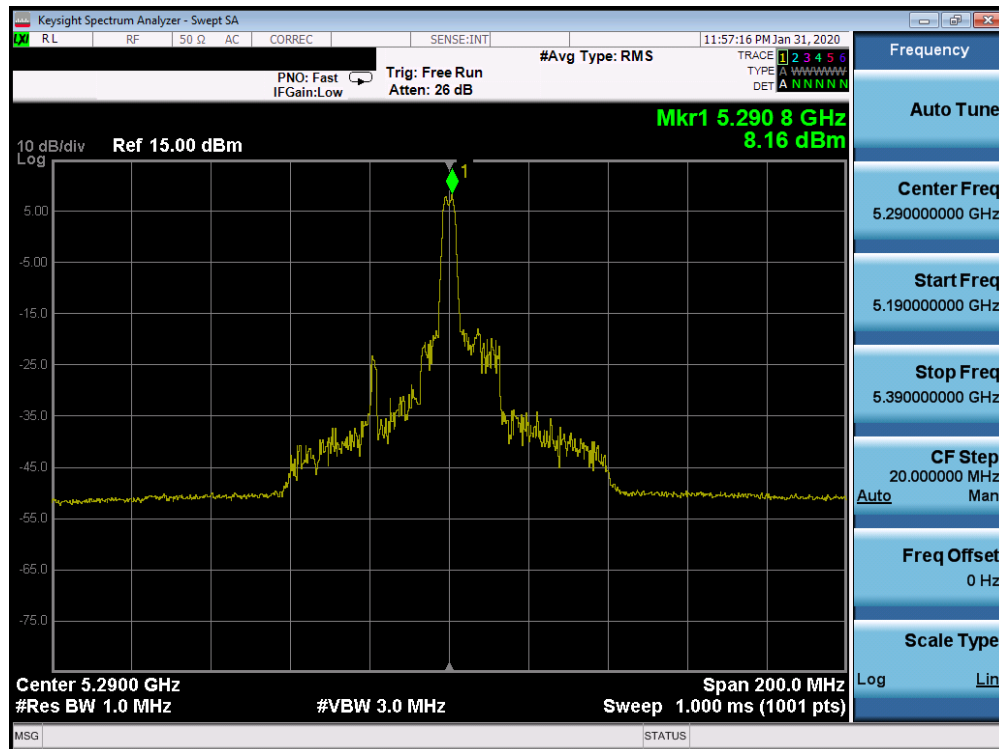 Keysight Spectrum Analyzer - Swept SA
LXI RL RF 50 Ω AC CORREC SENSE:INT 11:57:16 PM Jan 31, 2020
PNO: Fast
IFGain:Low
Trig: Free Run
Atten: 26 dB
#Avg Type: RMS
TRACE 1 2 3 4 5 6
TYPE A WWWWW
DET A N N N N N
Mkr1 5.290 8 GHz
8.16 dBm
10 dB/div Ref 15.00 dBm
Log
1
5.00
-5.00
-15.0
-25.0
-35.0
-45.0
-55.0
-65.0
-75.0
Center 5.2900 GHz Span 200.0 MHz
#Res BW 1.0 MHz #VBW 3.0 MHz Sweep 1.000 ms (1001 pts)
MSG STATUS
Frequency
Auto Tune
Center Freq
5.290000000 GHz
Start Freq
5.190000000 GHz
Stop Freq
5.390000000 GHz
CF Step
20.000000 MHz
Auto Man
Freq Offset
0 Hz
Scale Type
Log Lin